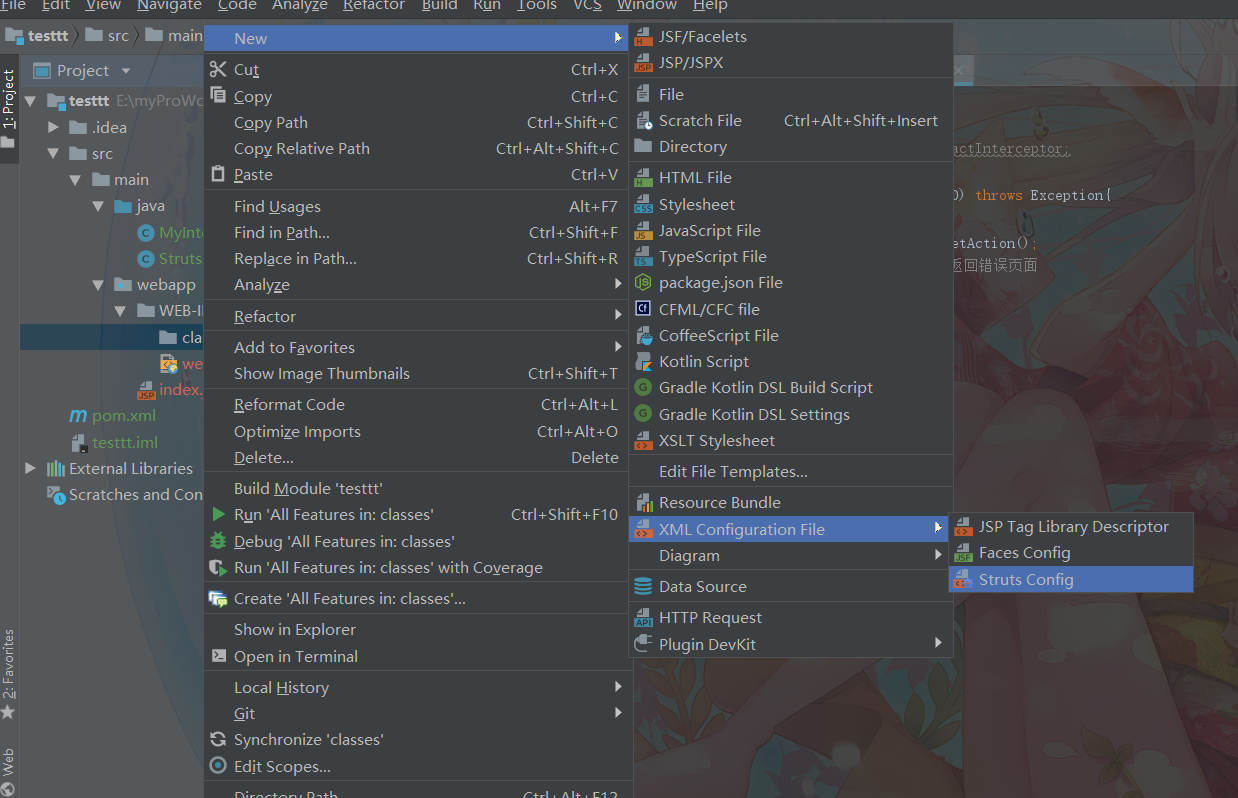 File Edit View Navigate Code Analyze Refactor Build Run Tools VCS Window Help
testtt src main
1: Project
Project
testtt E:\myProWo
.idea
src
main
java
MyInte
Struts
webapp
WEB-I
cla
we
index.
pom.xml
testtt.iml
External Libraries
Scratches and Con
2: Favorites
Web
New
Cut Ctrl+X
Copy Ctrl+C
Copy Path Ctrl+Shift+C
Copy Relative Path Ctrl+Alt+Shift+C
Paste Ctrl+V
Find Usages Alt+F7
Find in Path... Ctrl+Shift+F
Replace in Path... Ctrl+Shift+R
Analyze
Refactor
Add to Favorites
Show Image Thumbnails Ctrl+Shift+T
Reformat Code Ctrl+Alt+L
Optimize Imports Ctrl+Alt+O
Delete... Delete
Build Module 'testtt'
Run 'All Features in: classes' Ctrl+Shift+F10
Debug 'All Features in: classes'
Run 'All Features in: classes' with Coverage
Create 'All Features in: classes'...
Show in Explorer
Open in Terminal
Local History
Git
Synchronize 'classes'
Edit Scopes...
Directory Path Ctrl+Alt+F12
JSF/Facelets
JSP/JSPX
File
Scratch File Ctrl+Alt+Shift+Insert
Directory
HTML File
Stylesheet
JavaScript File
TypeScript File
package.json File
CFML/CFC file
CoffeeScript File
Kotlin Script
Gradle Kotlin DSL Build Script
Gradle Kotlin DSL Settings
XSLT Stylesheet
Edit File Templates...
Resource Bundle
XML Configuration File
Diagram
Data Source
HTTP Request
Plugin DevKit
JSP Tag Library Descriptor
Faces Config
Struts Config
actInterceptor;
) throws Exception{
etAction();
返回错误页面